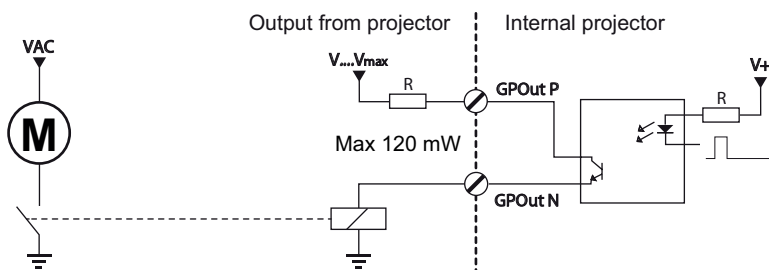 Output from projector
Internal projector
VAC
V....Vmax
V+
R
GPOut P
R
M
Max 120 mW
GPOut N